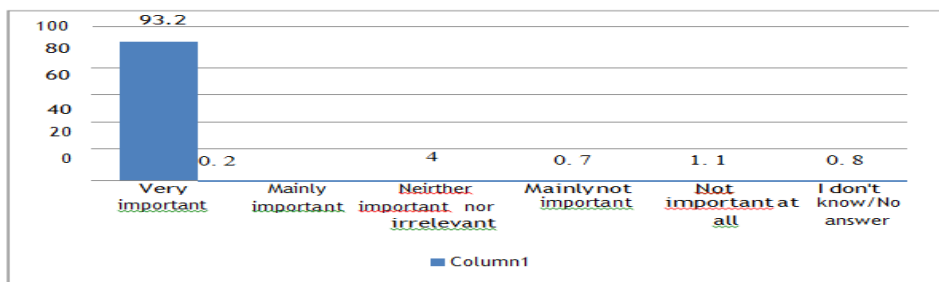 93.2
100
80
60
40
20
0
0.2
4
0.7
1.1
0.8
Very
important
Mainly
important
Neirther
important nor
irrelevant
Mainly not
important
Not
important at
all
I don't
know/No
answer
Column1